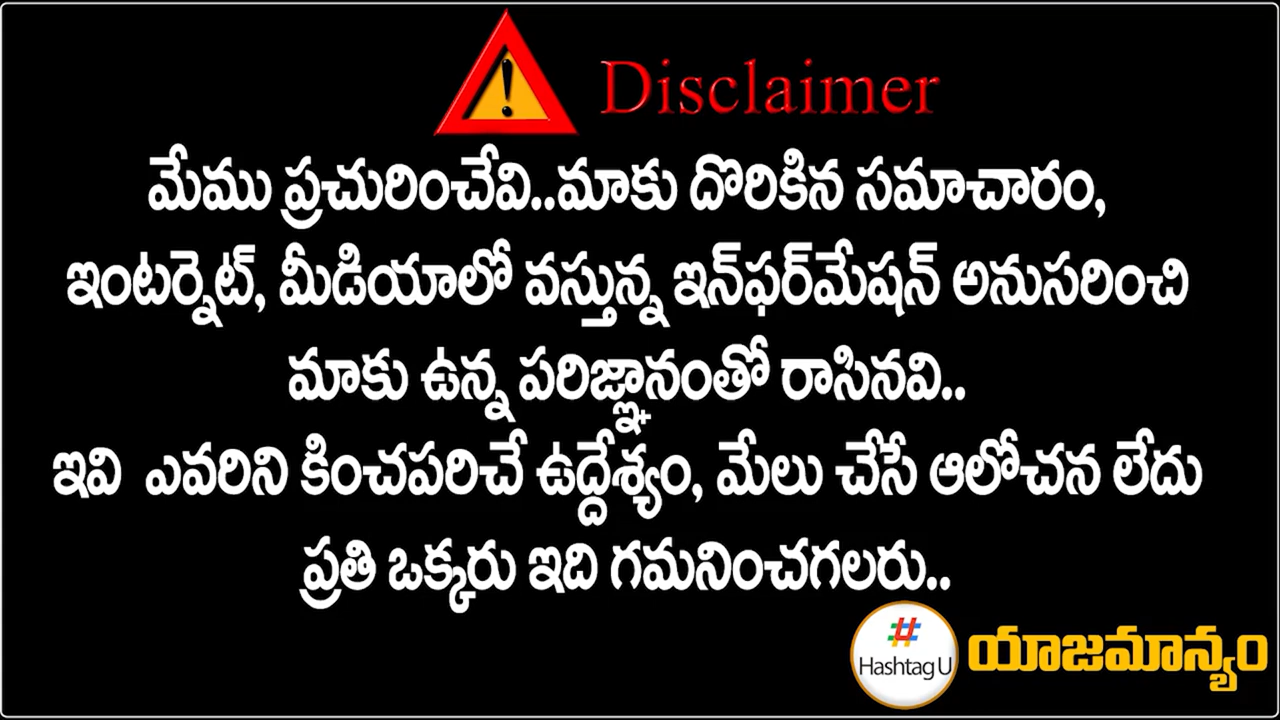 Disclaimer
మేము ప్రచురించేవి..మాకు దొరికిన సమాచారం,
ఇంటర్నెట్, మీడియాలో వస్తున్న ఇన్‌ఫర్‌మేషన్ అనుసరించి
మాకు ఉన్న పరిజ్ఞానంతో రాసినవి..
ఇవి ఎవరిని కించపరిచే ఉద్దేశ్యం, మేలు చేసే ఆలోచన లేదు
ప్రతి ఒక్కరు ఇది గమనించగలరు..
#
Hashtag U
యాజమాన్యం